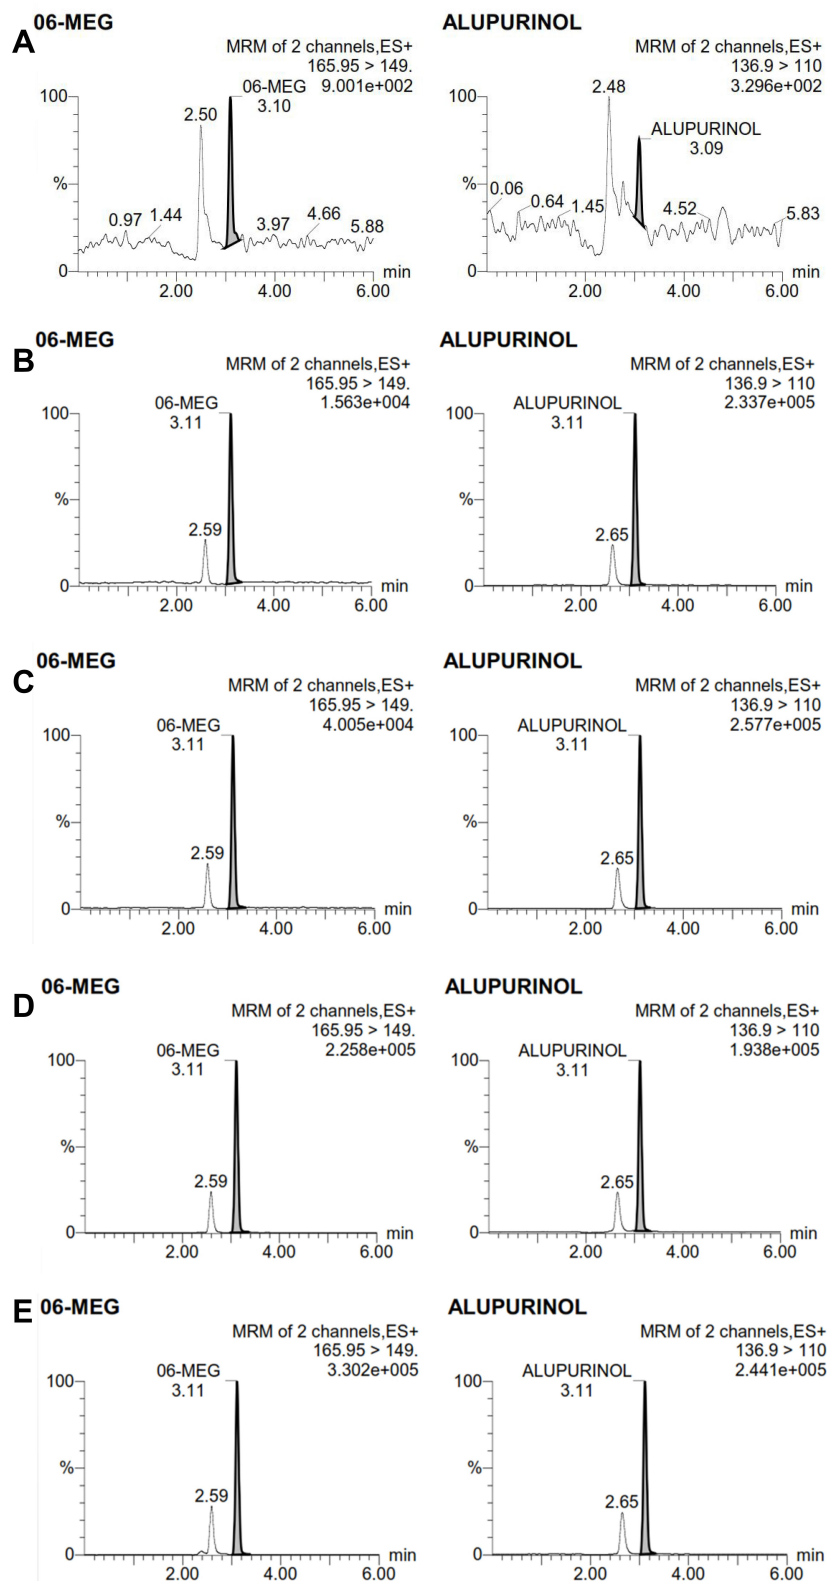 A
06-MEG
MRM of 2 channels,ES+
165.95 > 149.
9.001e+002
06-MEG
3.10
2.50
100
%
0
0.97
1.44
3.97
4.66
5.88
min
2.00
4.00
6.00
ALUPURINOL
MRM of 2 channels,ES+
136.9 > 110
3.296e+002
2.48
ALUPURINOL
3.09
100
%
0
0.06
0.64
1.45
4.52
5.83
min
2.00
4.00
6.00
B
06-MEG
MRM of 2 channels,ES+
165.95 > 149.
1.563e+004
06-MEG
3.11
100
%
0
2.59
min
2.00
4.00
6.00
ALUPURINOL
MRM of 2 channels,ES+
136.9 > 110
2.337e+005
ALUPURINOL
3.11
100
%
0
2.65
min
2.00
4.00
6.00
C
06-MEG
MRM of 2 channels,ES+
165.95 > 149.
4.005e+004
06-MEG
3.11
100
%
0
2.59
min
2.00
4.00
6.00
ALUPURINOL
MRM of 2 channels,ES+
136.9 > 110
2.577e+005
ALUPURINOL
3.11
100
%
0
2.65
min
2.00
4.00
6.00
D
06-MEG
MRM of 2 channels,ES+
165.95 > 149.
2.258e+005
06-MEG
3.11
100
%
0
2.59
min
2.00
4.00
6.00
ALUPURINOL
MRM of 2 channels,ES+
136.9 > 110
1.938e+005
ALUPURINOL
3.11
100
%
0
2.65
min
2.00
4.00
6.00
E
06-MEG
MRM of 2 channels,ES+
165.95 > 149.
3.302e+005
06-MEG
3.11
100
%
0
2.59
min
2.00
4.00
6.00
ALUPURINOL
MRM of 2 channels,ES+
136.9 > 110
2.441e+005
ALUPURINOL
3.11
100
%
0
2.65
min
2.00
4.00
6.00